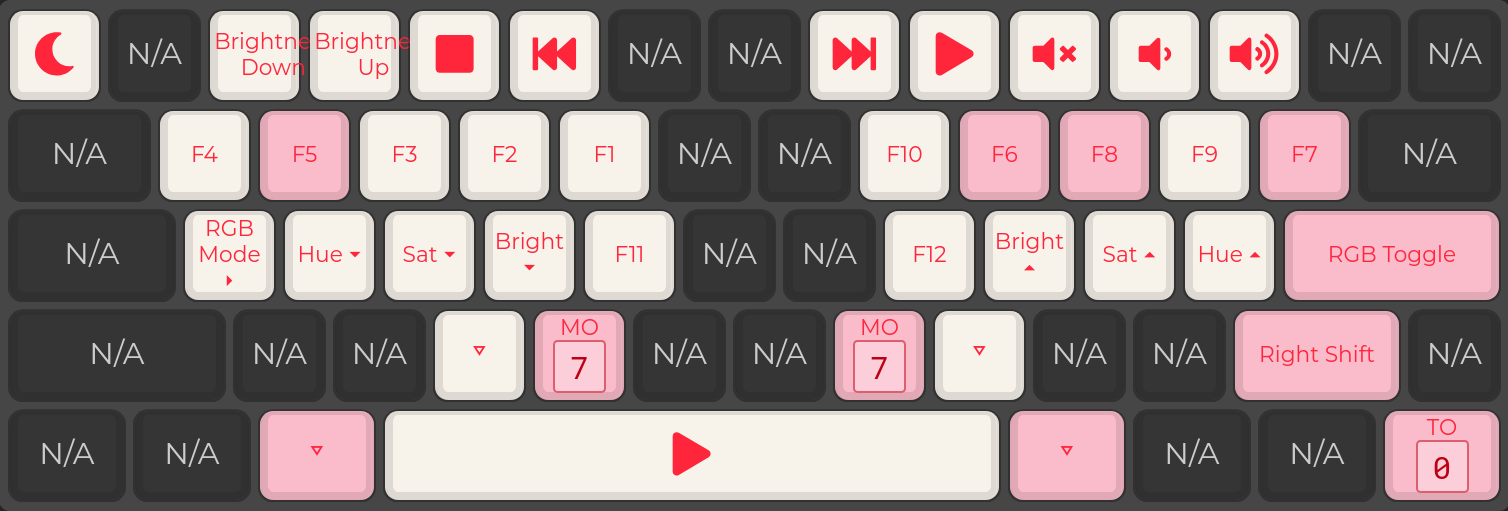 N/A Brightne Brightne N/A N/A N/A N/A
Down Up
N/A F4 F5 F3 F2 F1 N/A N/A F10 F6 F8 F9 F7 N/A
N/A RGB Mode Hue Sat Bright F11 N/A N/A F12 Bright Sat Hue RGB Toggle
N/A N/A N/A MO 7 N/A N/A MO 7 N/A N/A Right Shift N/A
N/A N/A N/A N/A TO 0